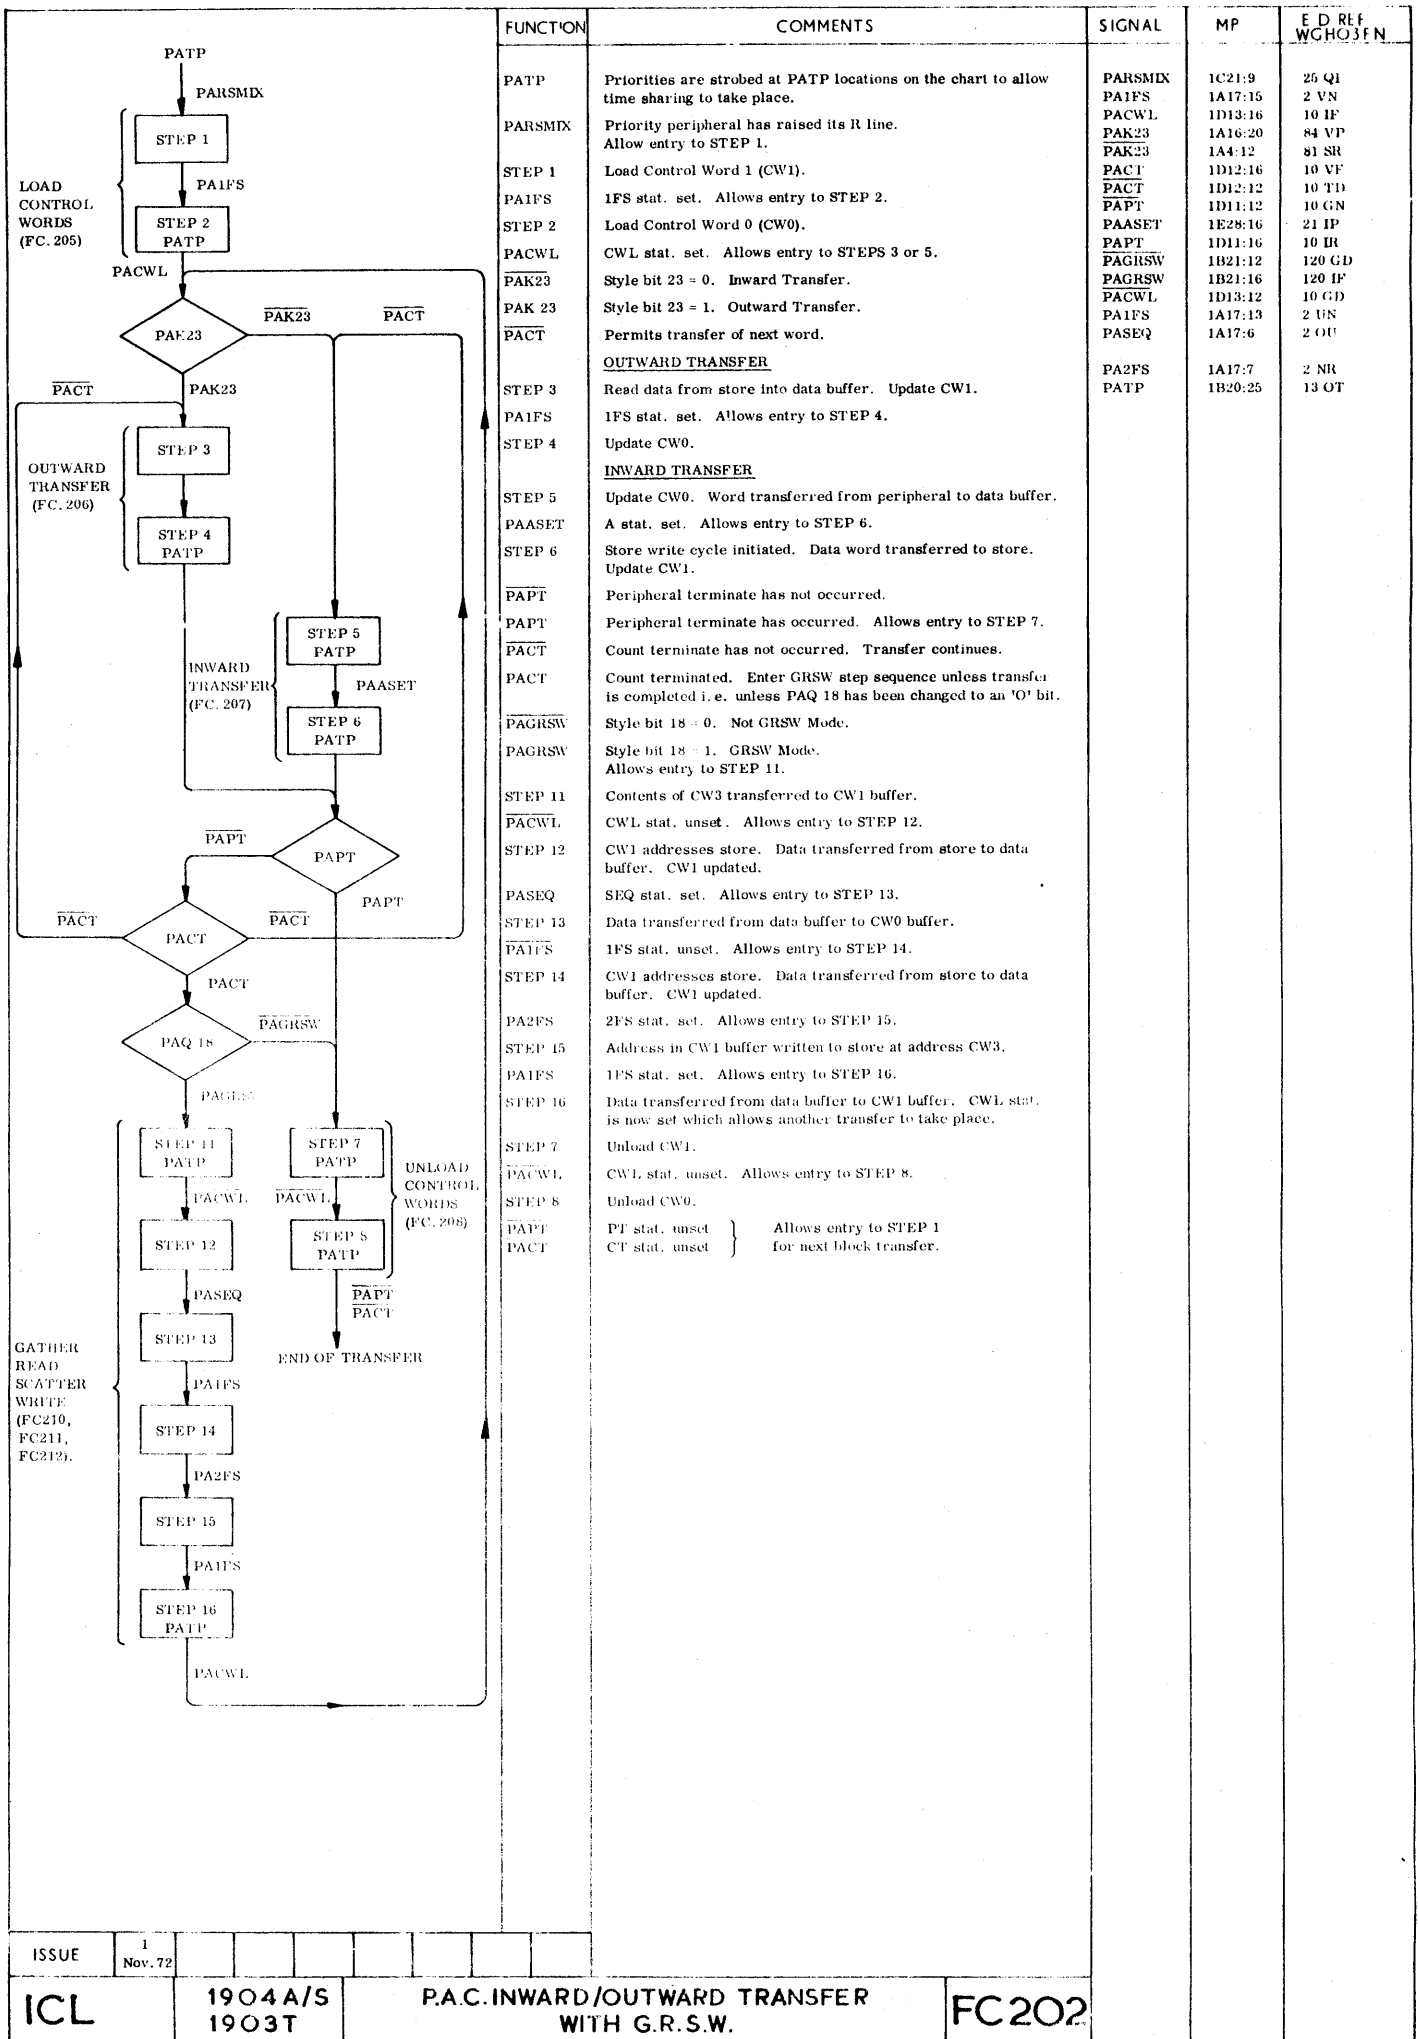 PATP
PARSMIX
STEP 1
PA1FS
LOAD
CONTROL
WORDS
(FC. 205)
STEP 2
PATP
PACWL
PAK23
P̅A̅K̅2̅3̅
P̅A̅C̅T̅
P̅A̅C̅T̅
PAK23
STEP 3
OUTWARD
TRANSFER
(FC. 206)
STEP 4
PATP
STEP 5
PATP
INWARD
TRANSFER
(FC. 207)
PAASET
STEP 6
PATP
P̅A̅P̅T̅
PAPT
PAPT
P̅A̅C̅T̅
PACT
P̅A̅C̅T̅
PACT
PAQ 18
P̅A̅G̅R̅S̅W̅
STEP 11
PATP
P̅A̅C̅W̅L̅
STEP 12
PASEQ
STEP 13
PA1FS
STEP 14
PA2FS
STEP 15
PA1FS
STEP 16
PATP
PACWL
GATHER
READ
SCATTER
WRITE
(FC210,
FC211,
FC212).
STEP 7
PATP
P̅A̅C̅W̅L̅
STEP 8
PATP
UNLOAD
CONTROL
WORDS
(FC. 208)
P̅A̅P̅T̅
P̅A̅C̅T̅
END OF TRANSFER
FUNCTION COMMENTS
PATP Priorities are strobed at PATP locations on the chart to allow
time sharing to take place.
PARSMIX Priority peripheral has raised its R line.
Allow entry to STEP 1.
STEP 1 Load Control Word 1 (CW1).
PA1FS 1FS stat. set. Allows entry to STEP 2.
STEP 2 Load Control Word 0 (CW0).
PACWL CWL stat. set. Allows entry to STEPS 3 or 5.
P̅A̅K̅2̅3̅ Style bit 23 = 0. Inward Transfer.
PAK 23 Style bit 23 = 1. Outward Transfer.
P̅A̅C̅T̅ Permits transfer of next word.
OUTWARD TRANSFER
STEP 3 Read data from store into data buffer. Update CW1.
PA1FS 1FS stat. set. Allows entry to STEP 4.
STEP 4 Update CW0.
INWARD TRANSFER
STEP 5 Update CW0. Word transferred from peripheral to data buffer.
PAASET A stat. set. Allows entry to STEP 6.
STEP 6 Store write cycle initiated. Data word transferred to store.
Update CW1.
P̅A̅P̅T̅ Peripheral terminate has not occurred.
PAPT Peripheral terminate has occurred. Allows entry to STEP 7.
P̅A̅C̅T̅ Count terminate has not occurred. Transfer continues.
PACT Count terminated. Enter GRSW step sequence unless transfer
is completed i. e. unless PAQ 18 has been changed to an 'O' bit.
P̅A̅G̅R̅S̅W̅ Style bit 18 = 0. Not GRSW Mode.
PAGRSW Style bit 18 = 1. GRSW Mode.
Allows entry to STEP 11.
STEP 11 Contents of CW3 transferred to CW1 buffer.
P̅A̅C̅W̅L̅ CWL stat. unset. Allows entry to STEP 12.
STEP 12 CW1 addresses store. Data transferred from store to data
buffer. CW1 updated.
PASEQ SEQ stat. set. Allows entry to STEP 13.
STEP 13 Data transferred from data buffer to CW0 buffer.
P̅A̅1̅F̅S̅ 1FS stat. unset. Allows entry to STEP 14.
STEP 14 CW1 addresses store. Data transferred from store to data
buffer. CW1 updated.
PA2FS 2FS stat. set. Allows entry to STEP 15.
STEP 15 Address in CW1 buffer written to store at address CW3.
PA1FS 1FS stat. set. Allows entry to STEP 16.
STEP 16 Data transferred from data buffer to CW1 buffer. CWL stat.
is now set which allows another transfer to take place.
STEP 7 Unload CW1.
P̅A̅C̅W̅L̅ CWL stat. unset. Allows entry to STEP 8.
STEP 8 Unload CW0.
P̅A̅P̅T̅ PT stat. unset } Allows entry to STEP 1
P̅A̅C̅T̅ CT stat. unset } for next block transfer.
SIGNAL MP E D REF
WGHO3FN
PARSMIX 1C21:9 25 QI
PA1FS 1A17:15 2 VN
PACWL 1D13:16 10 IF
PAK23 1A16:20 84 VP
P̅A̅K̅2̅3̅ 1A4:12 81 SR
PACT 1D12:16 10 VF
P̅A̅C̅T̅ 1D12:12 10 TD
P̅A̅P̅T̅ 1D11:12 10 GN
PAASET 1E28:16 21 IP
PAPT 1D11:16 10 IR
P̅A̅G̅R̅S̅W̅ 1B21:12 120 GD
PAGRSW 1B21:16 120 IF
P̅A̅C̅W̅L̅ 1D13:12 10 GD
PA1FS 1A17:13 2 UN
PASEQ 1A17:6 2 OU
PA2FS 1A17:7 2 NR
PATP 1B20:25 13 OT
ISSUE 1
Nov. 72
ICL
1904A/S
1903T
P.A.C. INWARD/OUTWARD TRANSFER
WITH G.R.S.W.
FC202